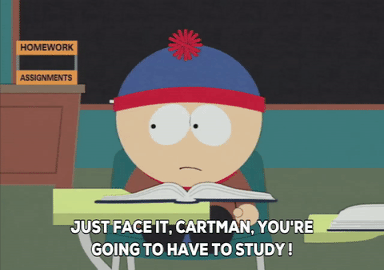 HOMEWORK
ASSIGNMENTS
JUST FACE IT, CARTMAN, YOU'RE
GOING TO HAVE TO STUDY !